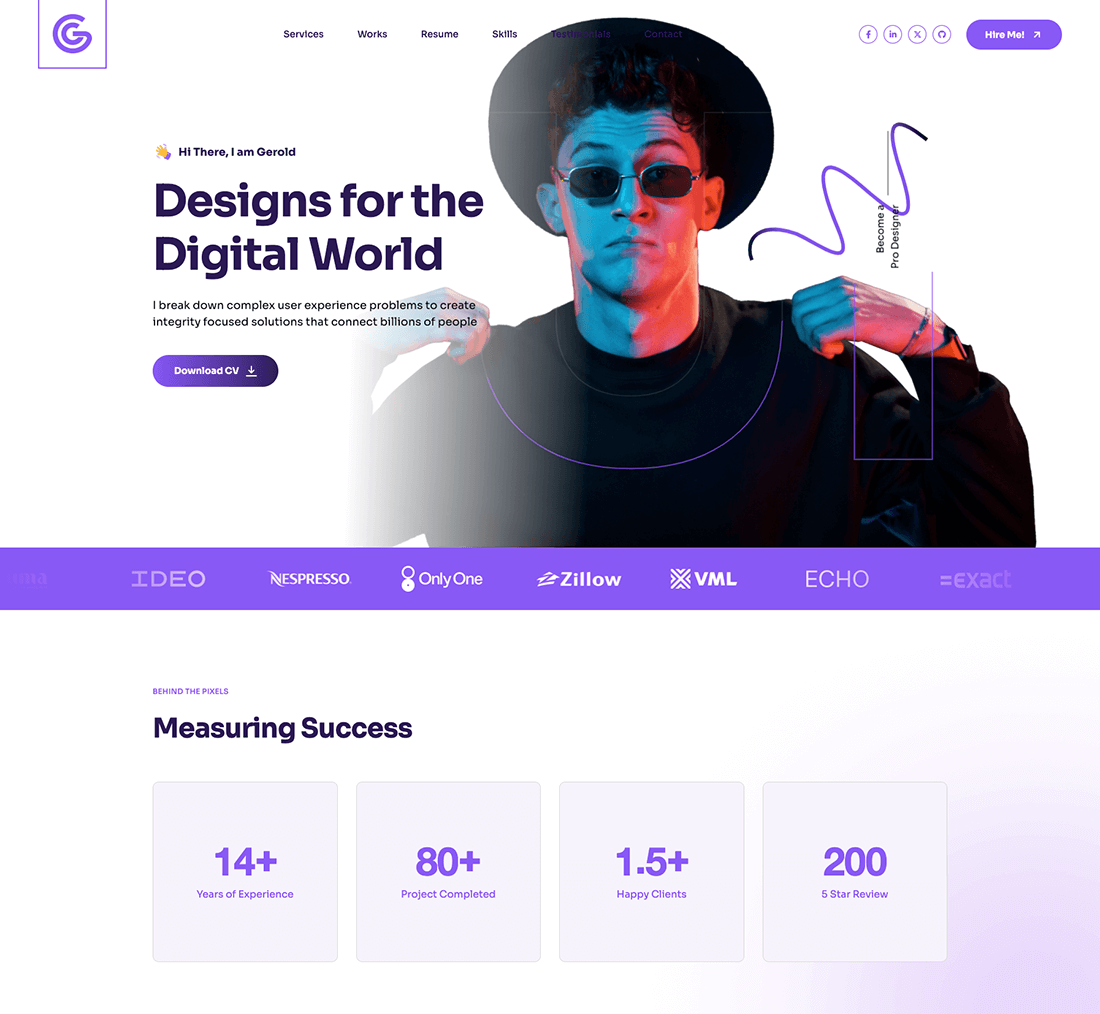 Services
Works
Resume
Skills
Testimonials
Contact
Hire Me!
👋 Hi There, I am Gerold
Designs for the
Digital World
I break down complex user experience problems to create
integrity focused solutions that connect billions of people
Download CV
Become a
Pro Designer
IDEO
NESPRESSO.
Only One
Zillow
VML
ECHO
=exact
BEHIND THE PIXELS
Measuring Success
14+
Years of Experience
80+
Project Completed
1.5+
Happy Clients
200
5 Star Review